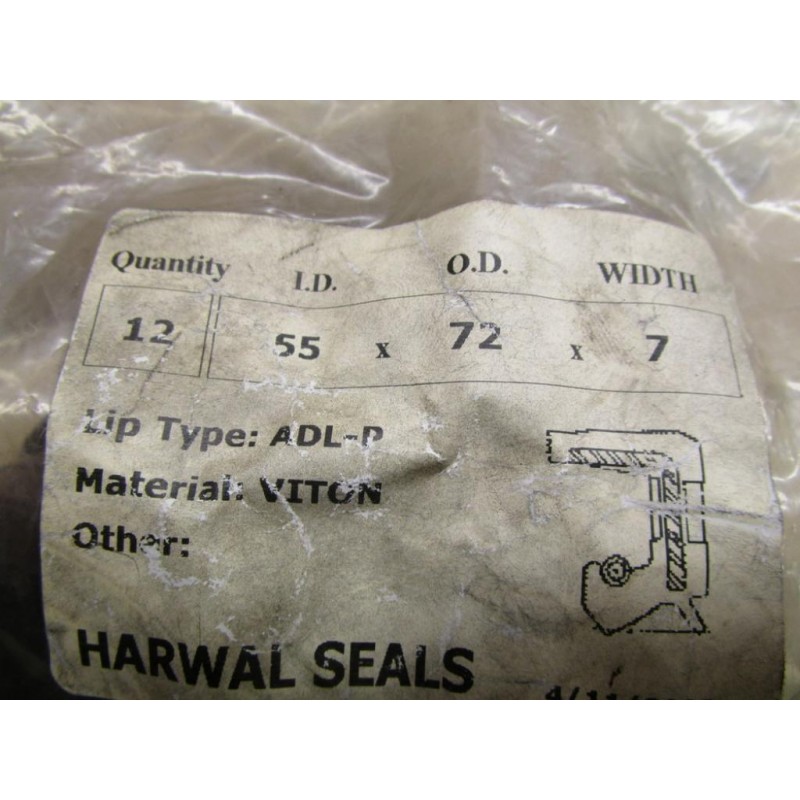 Quantity I.D. O.D. WIDTH
12 55 x 72 x 7
Lip Type: ADL-P
Material: VITON
Other:
HARWAL SEALS